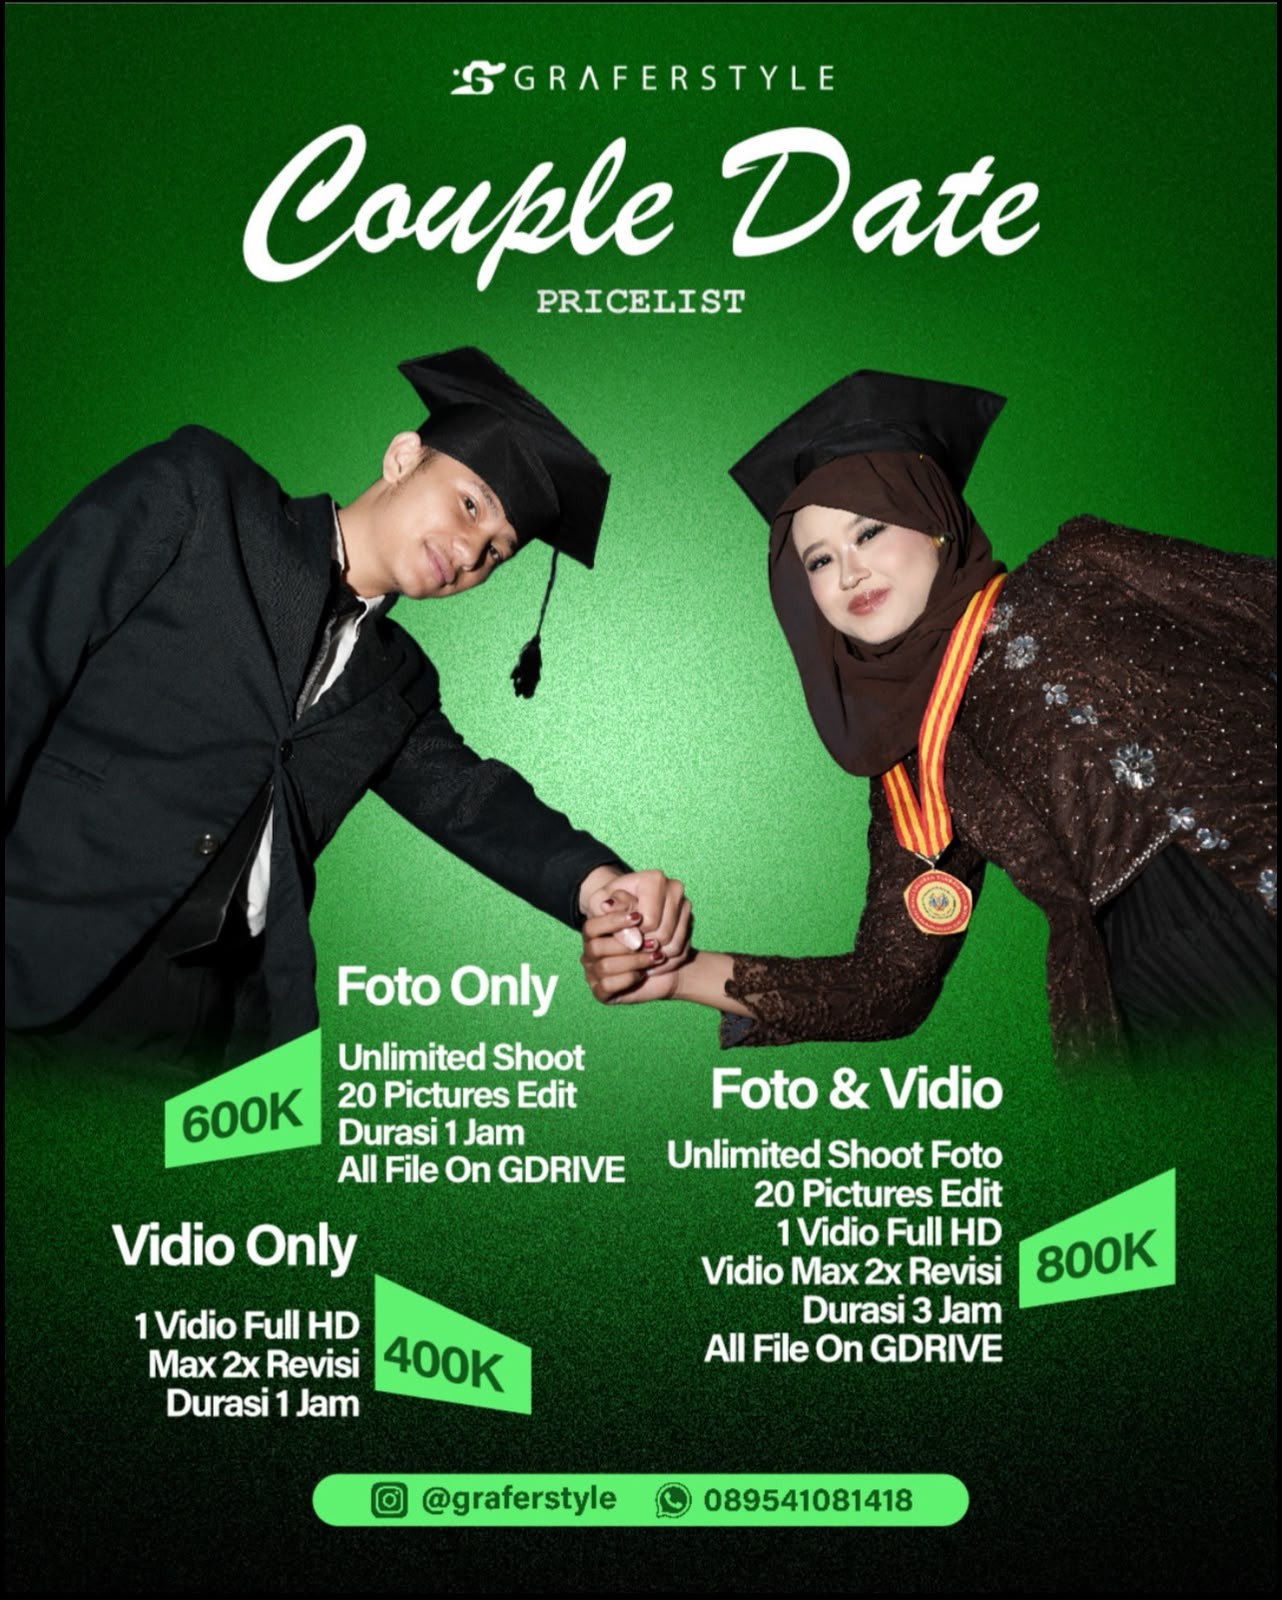 GRAFERSTYLE
Couple Date
PRICELIST
Foto Only
Unlimited Shoot
20 Pictures Edit
Durasi 1 Jam
All File On GDRIVE
600K
Foto & Vidio
Unlimited Shoot Foto
20 Pictures Edit
1 Vidio Full HD
Vidio Max 2x Revisi
Durasi 3 Jam
All File On GDRIVE
800K
Vidio Only
1 Vidio Full HD
Max 2x Revisi
Durasi 1 Jam
400K
@graferstyle 089541081418